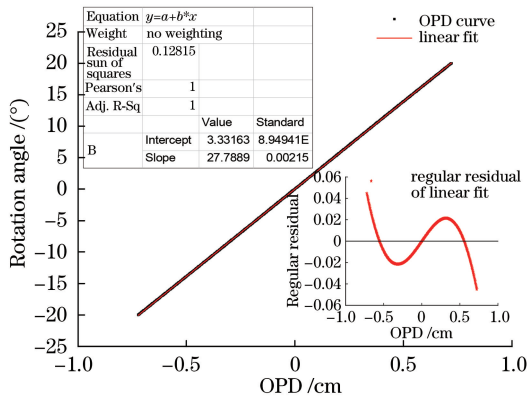 Equation y=a+b*x
Weight no weighting
Residual sun of squares 0.12815
Pearson's 1
Adj. R-Sq 1
Value Standard
B Intercept 3.33163 8.94941E
Slope 27.7889 0.00215
OPD curve
linear fit
25
20
15
10
5
0
−5
−10
−15
−20
−25
Rotation angle /(°)
−1.0 −0.5 0 0.5 1.0
OPD /cm
regular residual
of linear fit
0.06
0.04
0.02
0
−0.02
−0.04
−0.06
Regular residual
−1.0 −0.5 0 0.5 1.0
OPD /cm